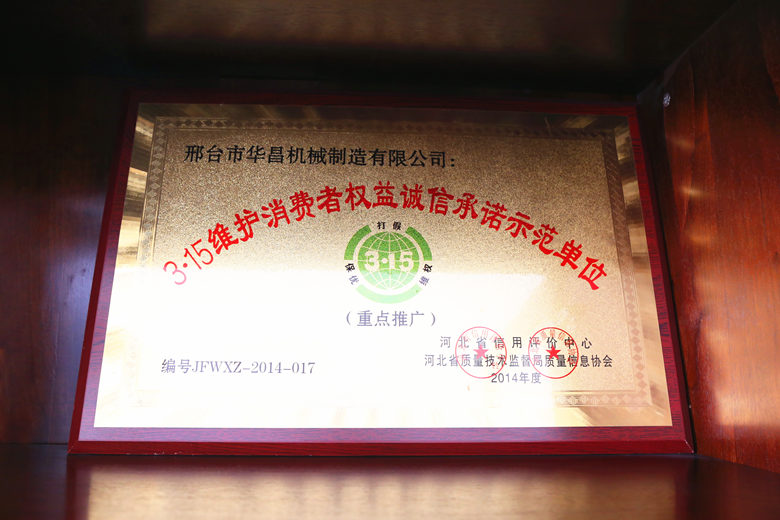 邢台市华昌机械制造有限公司：
3·15维护消费者权益诚信承诺示范单位
打假
3·15
维权
（重点推广）
河北省信用评价中心
编号JFWXZ-2014-017
河北省质量技术监督局质量信息协会
2014年度